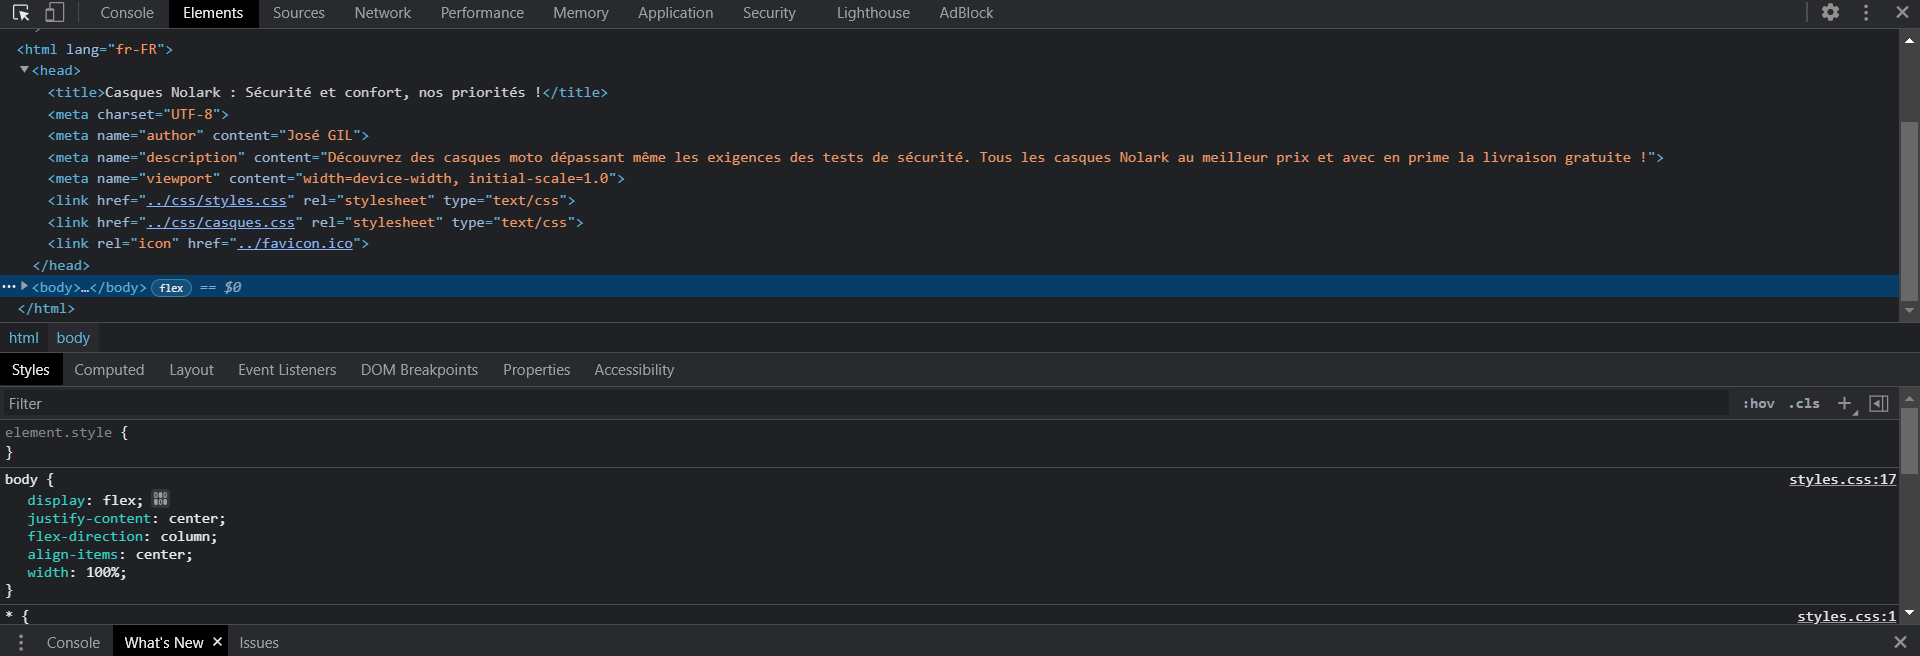 Console Elements Sources Network Performance Memory Application Security Lighthouse AdBlock
<html lang="fr-FR">
<head>
<title>Casques Nolark : Sécurité et confort, nos priorités !</title>
<meta charset="UTF-8">
<meta name="author" content="José GIL">
<meta name="description" content="Découvrez des casques moto dépassant même les exigences des tests de sécurité. Tous les casques Nolark au meilleur prix et avec en prime la livraison gratuite !">
<meta name="viewport" content="width=device-width, initial-scale=1.0">
<link href="../css/styles.css" rel="stylesheet" type="text/css">
<link href="../css/casques.css" rel="stylesheet" type="text/css">
<link rel="icon" href="../favicon.ico">
</head>
<body>…</body> flex == $0
</html>
html body
Styles Computed Layout Event Listeners DOM Breakpoints Properties Accessibility
Filter :hov .cls
element.style {
}
body { styles.css:17
display: flex;
justify-content: center;
flex-direction: column;
align-items: center;
width: 100%;
}
* { styles.css:1
Console What's New Issues